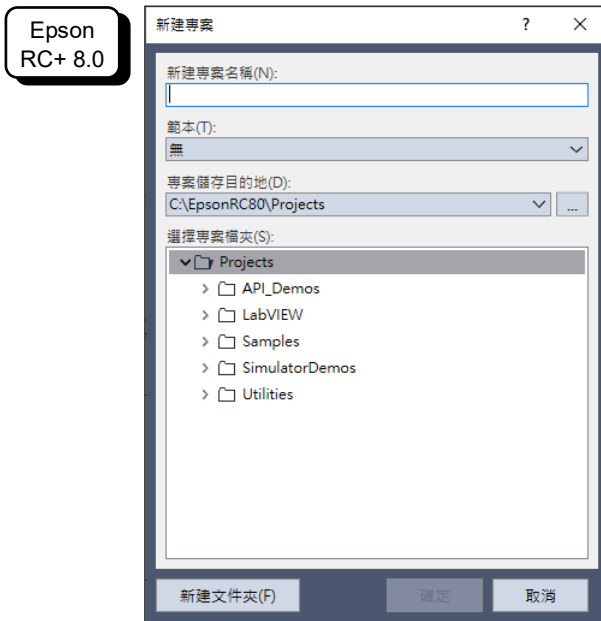 Epson
RC+ 8.0
新建專案
?
新建專案名稱(N):
範本(T):
無
專案儲存目的地(D):
C:\EpsonRC80\Projects
...
選擇專案檔夾(S):
Projects
API_Demos
LabVIEW
Samples
SimulatorDemos
Utilities
新建文件夾(F)
確定
取消